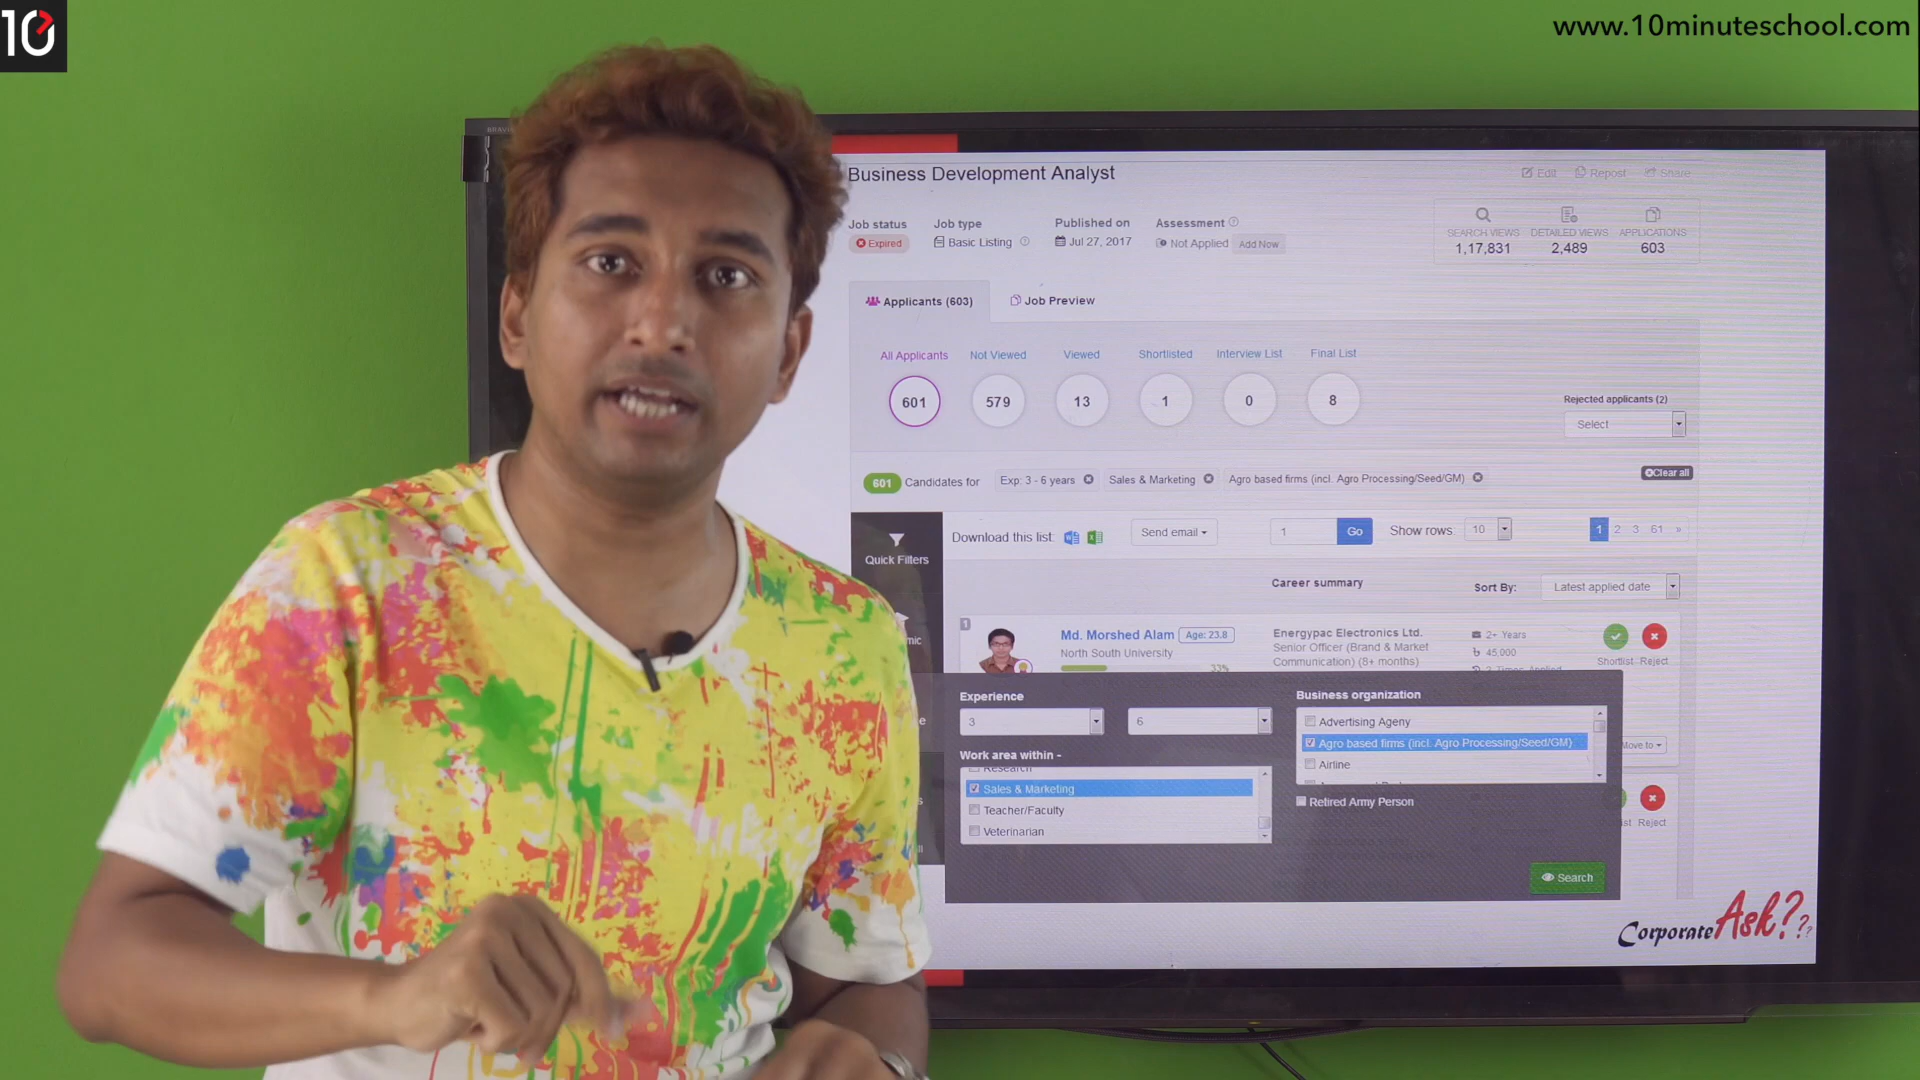 10
www.10minuteschool.com
BRAVIA
Business Development Analyst
Edit Repost Share
Job status Job type Published on Assessment
Expired Basic Listing Jul 27, 2017 Not Applied Add Now
SEARCH VIEWS DETAILED VIEWS APPLICATIONS
1,17,831 2,489 603
Applicants (603) Job Preview
All Applicants Not Viewed Viewed Shortlisted Interview List Final List
601 579 13 1 0 8
Rejected applicants (2)
Select
601 Candidates for Exp: 3 - 6 years Sales & Marketing Agro based firms (incl. Agro Processing/Seed/GM) Clear all
Quick Filters
Download this list: Send email 1 Go Show rows 10 1 2 3 61 »
Career summary Sort By: Latest applied date
1
Md. Morshed Alam Age: 23.8
North South University
33%
Energypac Electronics Ltd.
Senior Officer (Brand & Market
Communication) (8+ months)
2+ Years
45,000
2 Times Applied
Shortlist Reject
Experience
3 6
Work area within -
Research
Sales & Marketing
Teacher/Faculty
Veterinarian
Business organization
Advertising Ageny
Agro based firms (incl. Agro Processing/Seed/GM)
Airline
Retired Army Person
Move to
Reject
Search
Corporate Ask???